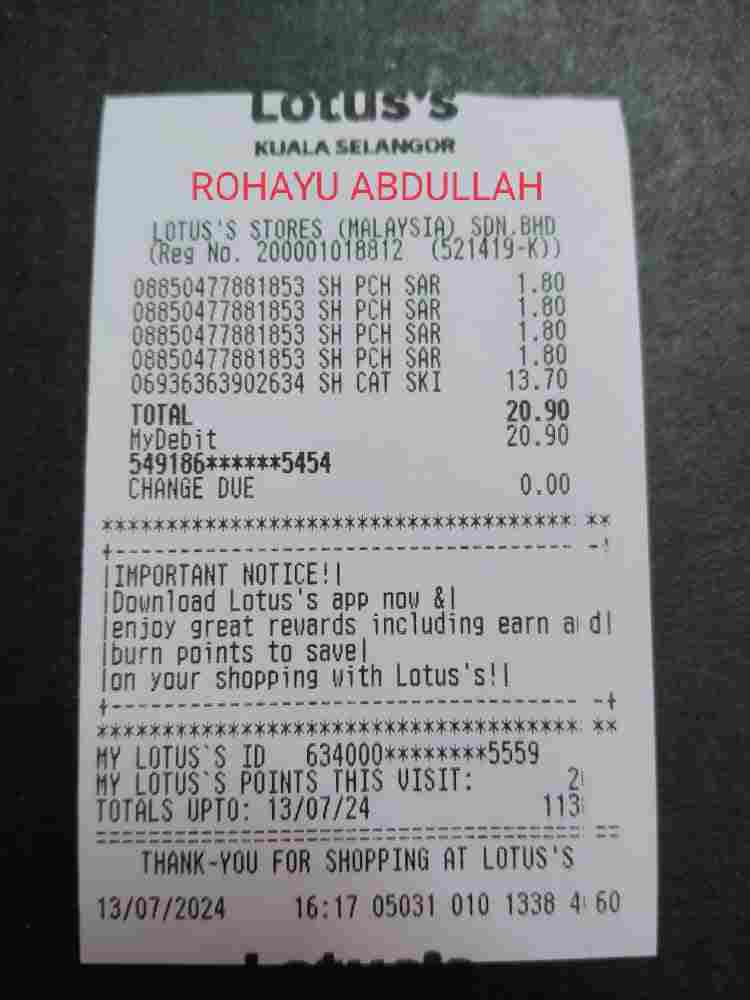 Lotus's
KUALA SELANGOR
ROHAYU ABDULLAH
LOTUS'S STORES (MALAYSIA) SDN.BHD
(Reg No. 200001018812 (521419-K))
08850477881853 SH PCH SAR 1.80
08850477881853 SH PCH SAR 1.80
08850477881853 SH PCH SAR 1.80
08850477881853 SH PCH SAR 1.80
06936363902634 SH CAT SKI 13.70
TOTAL 20.90
MyDebit 20.90
549186******5454
CHANGE DUE 0.00
************************************* **
+----------------------------------- -!
|IMPORTANT NOTICE!|
|Download Lotus's app now &|
|enjoy great rewards including earn a d|
|burn points to save|
|on your shopping with Lotus's!|
+----------------------------------- -+
************************************* **
MY LOTUS`S ID 634000********5559
MY LOTUS`S POINTS THIS VISIT: 2
TOTALS UPTO: 13/07/24 113
===================================== ==
THANK-YOU FOR SHOPPING AT LOTUS'S
13/07/2024 16:17 05031 010 1338 4 60
Lotus's